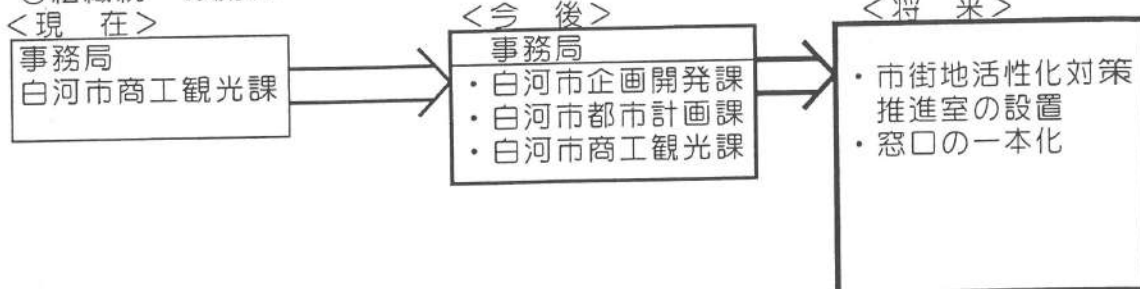 <現　在>
事務局
白河市商工観光課
<今　後>
事務局
・白河市企画開発課
・白河市都市計画課
・白河市商工観光課
<将　来>
・市街地活性化対策
推進室の設置
・窓口の一本化